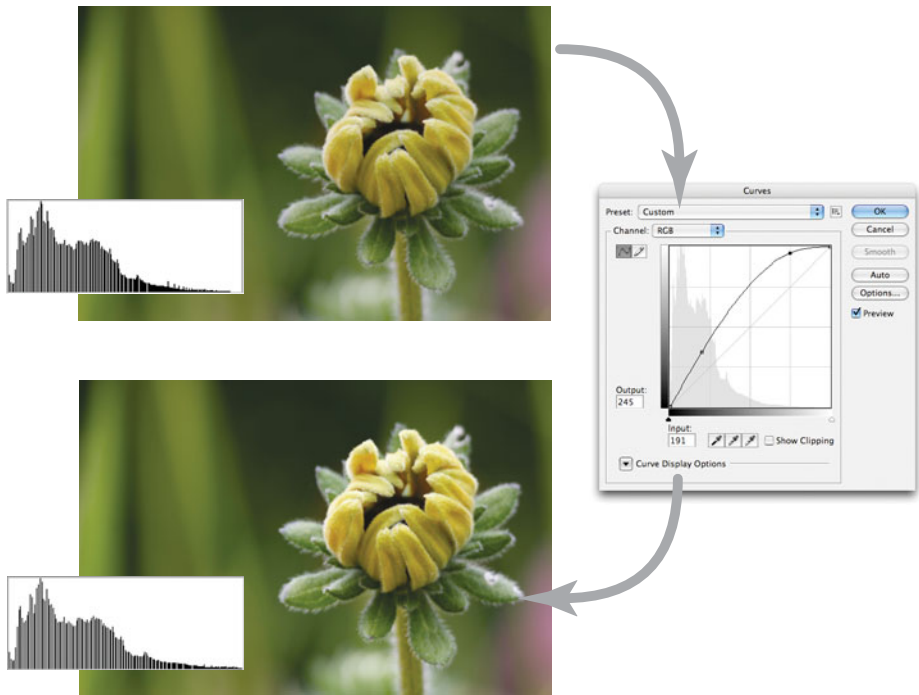 Curves
Preset: Custom
OK
Channel: RGB
Cancel
Smooth
Auto
Options...
Preview
Output:
245
Input:
191
Show Clipping
Curve Display Options